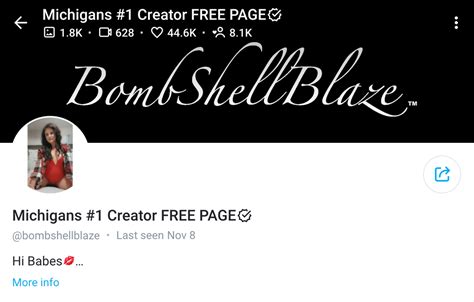 Michigans #1 Creator FREE PAGE
1.8K • 628 • 44.6K • 8.1K
BombShellBlaze™
Michigans #1 Creator FREE PAGE
@bombshellblaze • Last seen Nov 8
Hi Babes💋...
More info